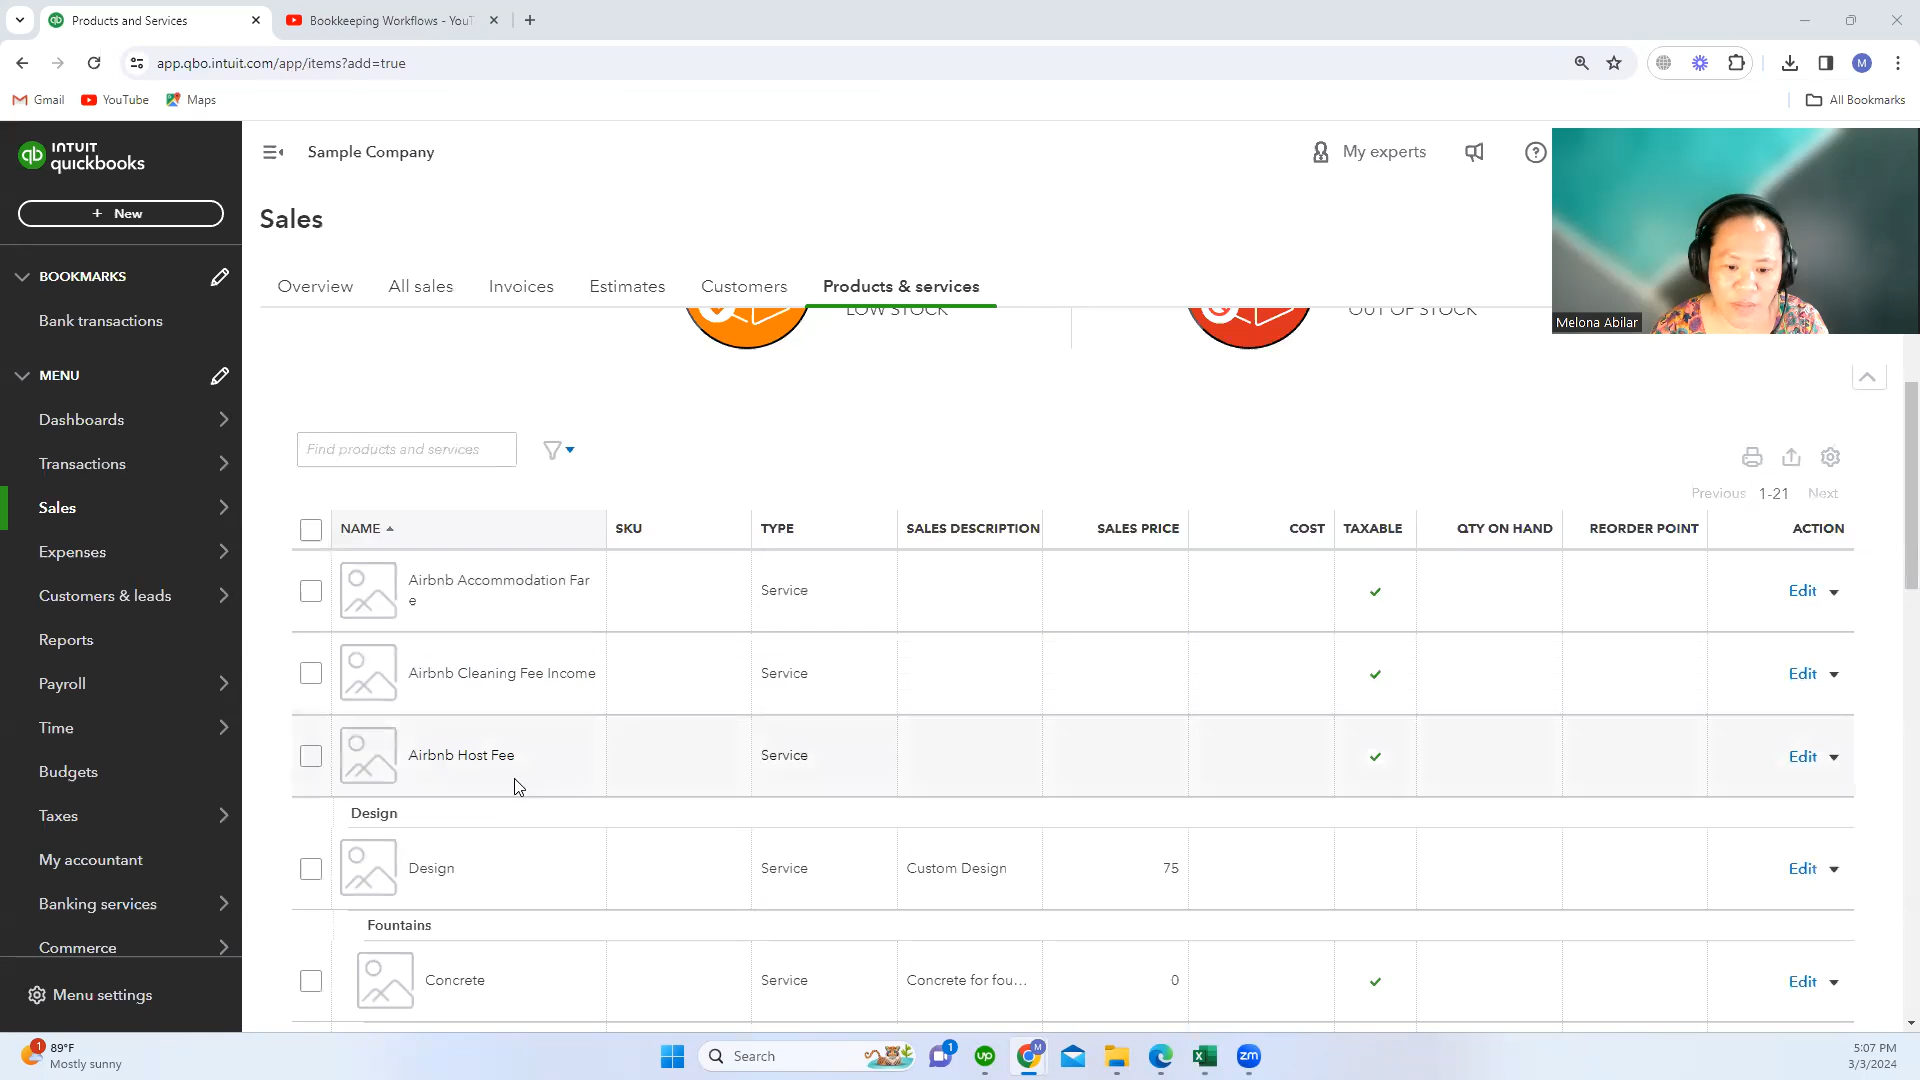 Products and Services
Bookkeeping Workflows - You
app.qbo.intuit.com/app/items?add=true
M
Gmail
YouTube
Maps
All Bookmarks
qb INTUIT quickbooks
Sample Company
My experts
+ New
Sales
BOOKMARKS
Bank transactions
Overview
All sales
Invoices
Estimates
Customers
Products & services
LOW STOCK
OUT OF STOCK
Melona Abilar
MENU
Dashboards
Transactions
Sales
Expenses
Customers & leads
Reports
Payroll
Time
Budgets
Taxes
My accountant
Banking services
Commerce
Menu settings
Find products and services
Previous 1-21 Next
NAME SKU TYPE SALES DESCRIPTION SALES PRICE COST TAXABLE QTY ON HAND REORDER POINT ACTION
Airbnb Accommodation Far
e
Service
Edit
Airbnb Cleaning Fee Income Service Edit
Airbnb Host Fee Service Edit
Design
Design Service Custom Design 75 Edit
Fountains
Concrete Service Concrete for fou... 0 Edit
1
89°F
Mostly sunny
Search
1
up
M
zm
5:07 PM
3/3/2024